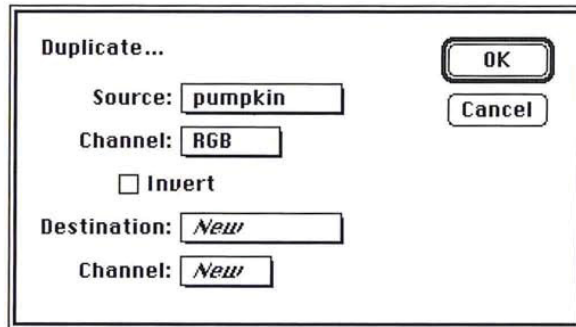 Duplicate...
OK
Source: pumpkin
Cancel
Channel: RGB
Invert
Destination: New
Channel: New